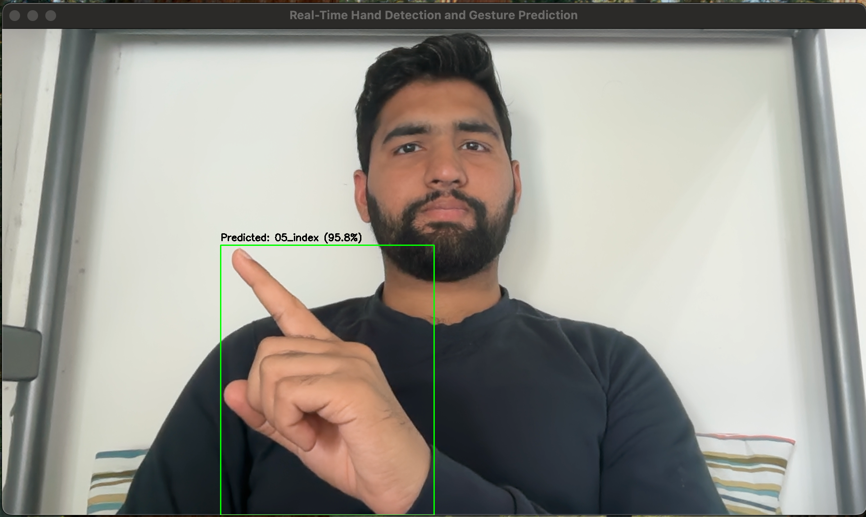 Real-Time Hand Detection and Gesture Prediction
Predicted: 05_index (95.8%)